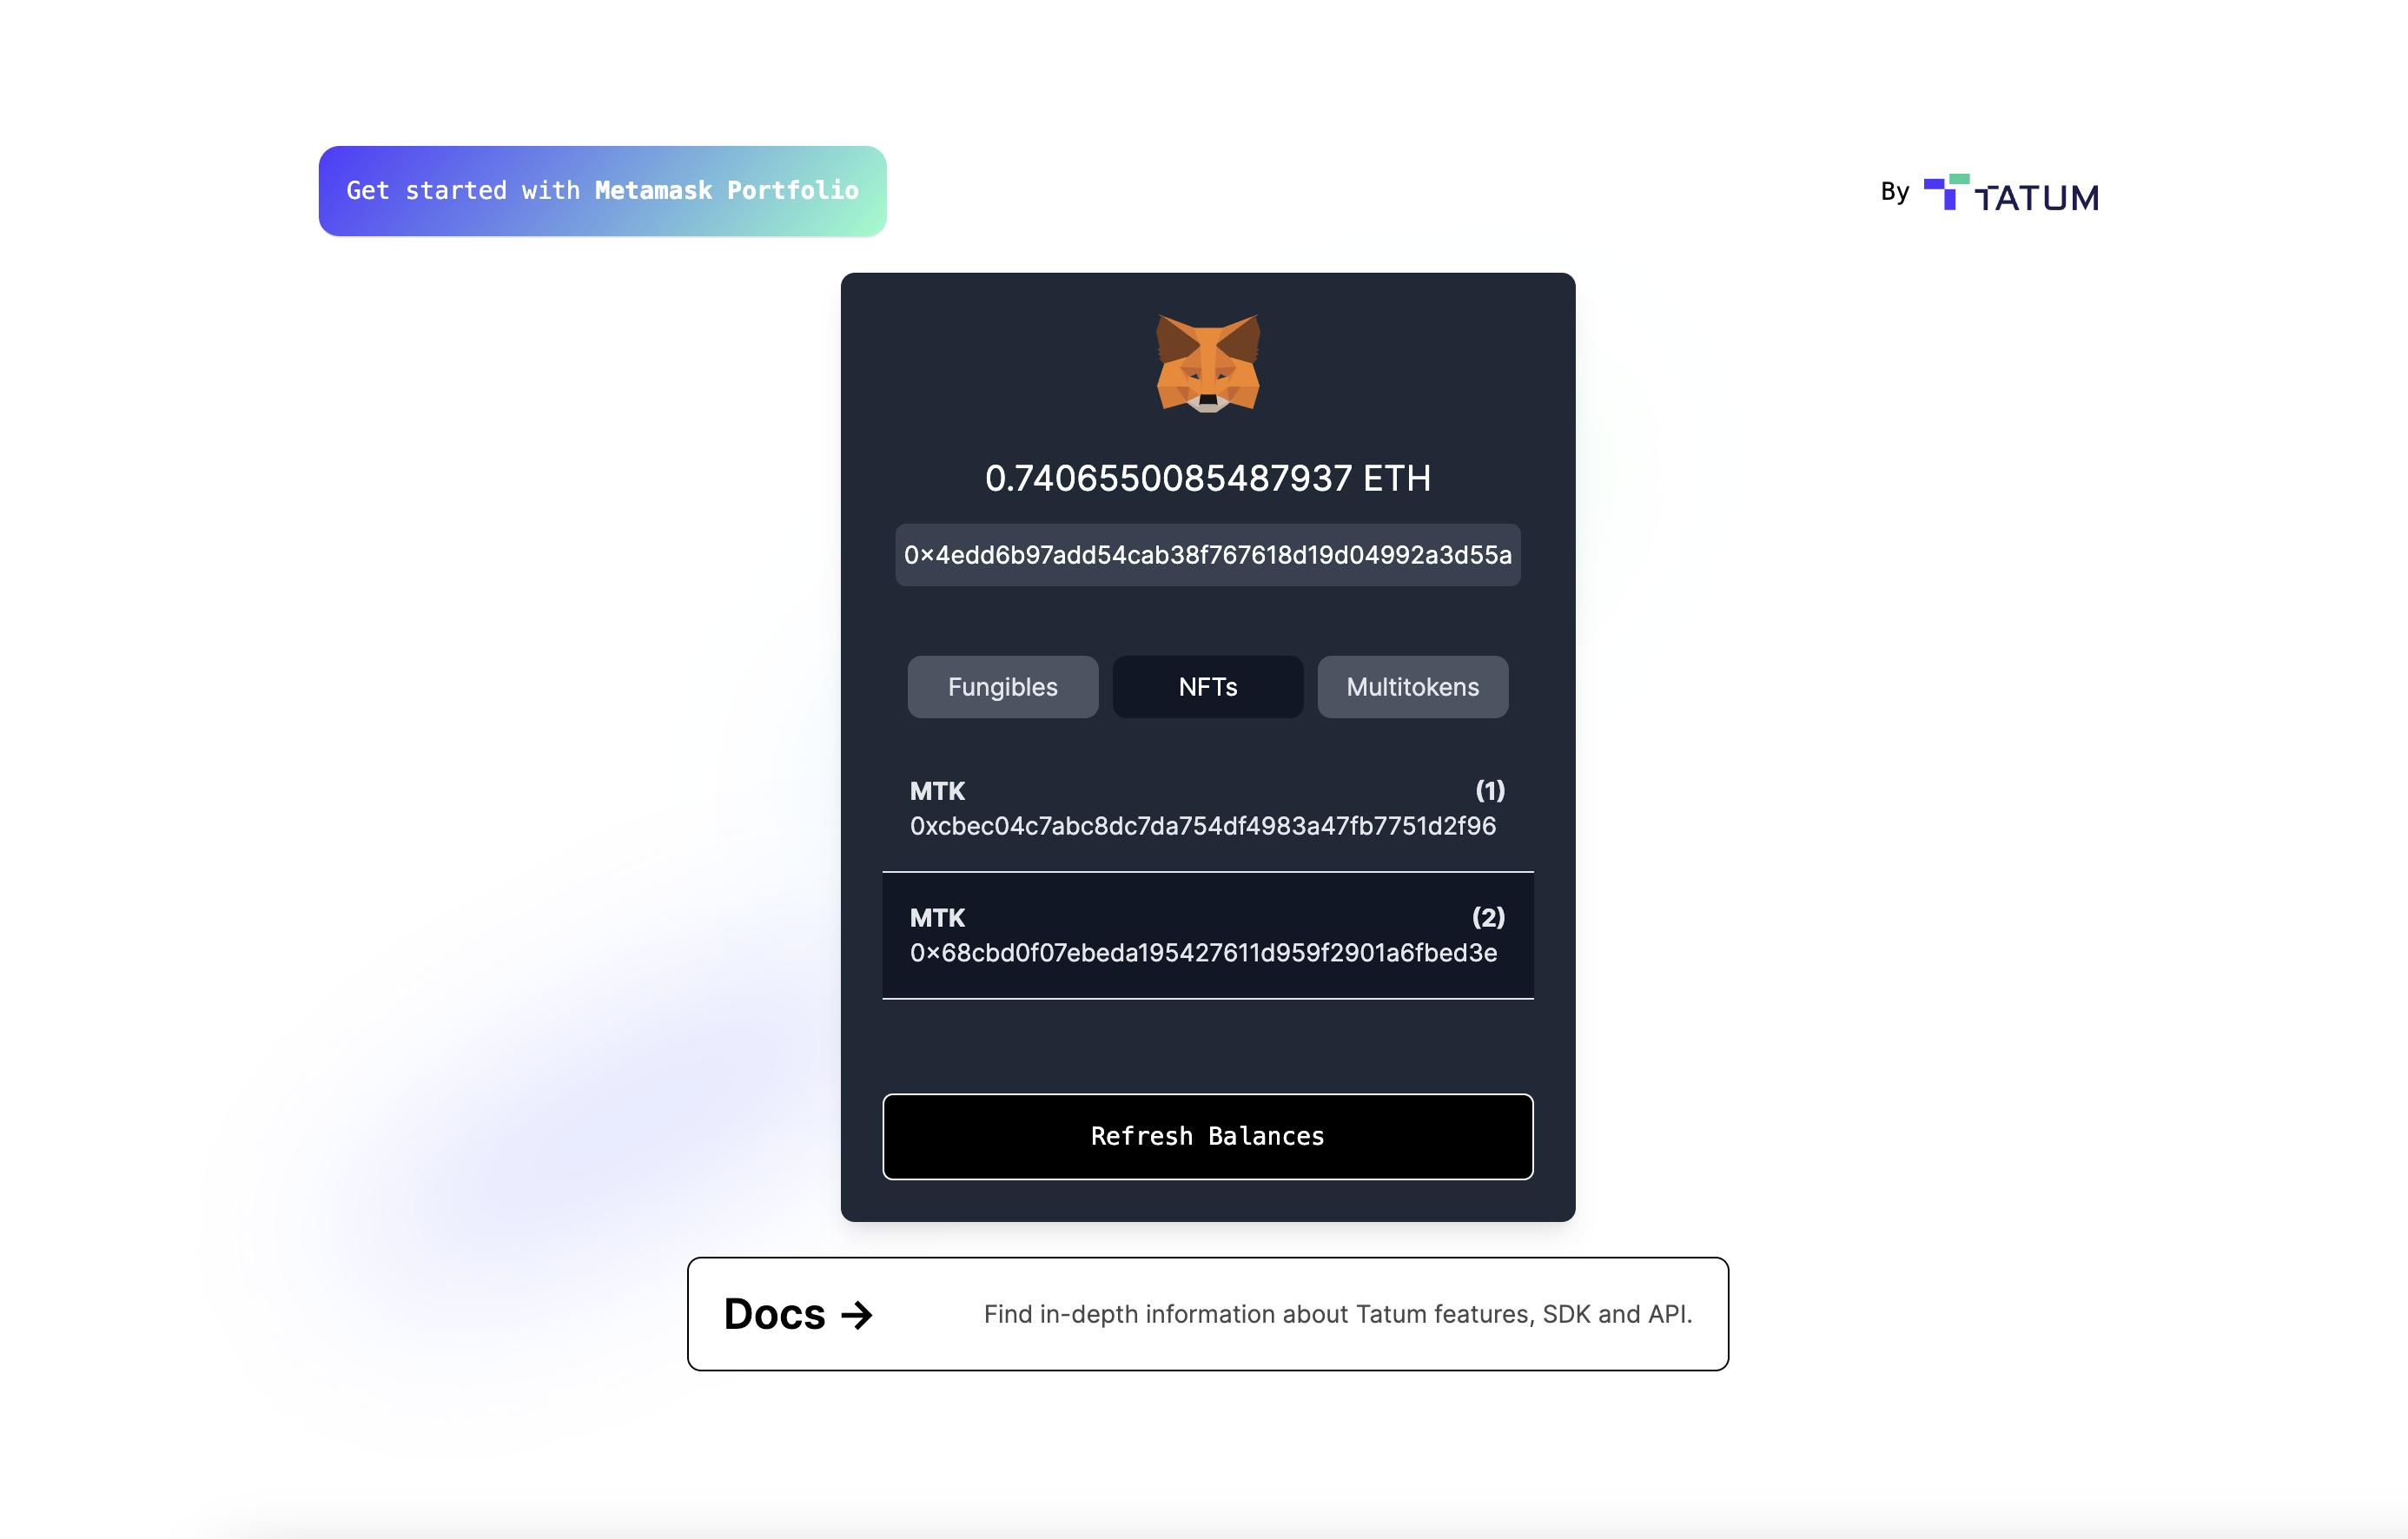 Get started with Metamask Portfolio
By TATUM
0.7406550085487937 ETH
0×4edd6b97add54cab38f767618d19d04992a3d55a
Fungibles NFTs Multitokens
MTK (1)
0xcbec04c7abc8dc7da754df4983a47fb7751d2f96
MTK (2)
0×68cbd0f07ebeda195427611d959f2901a6fbed3e
Refresh Balances
Docs → Find in-depth information about Tatum features, SDK and API.